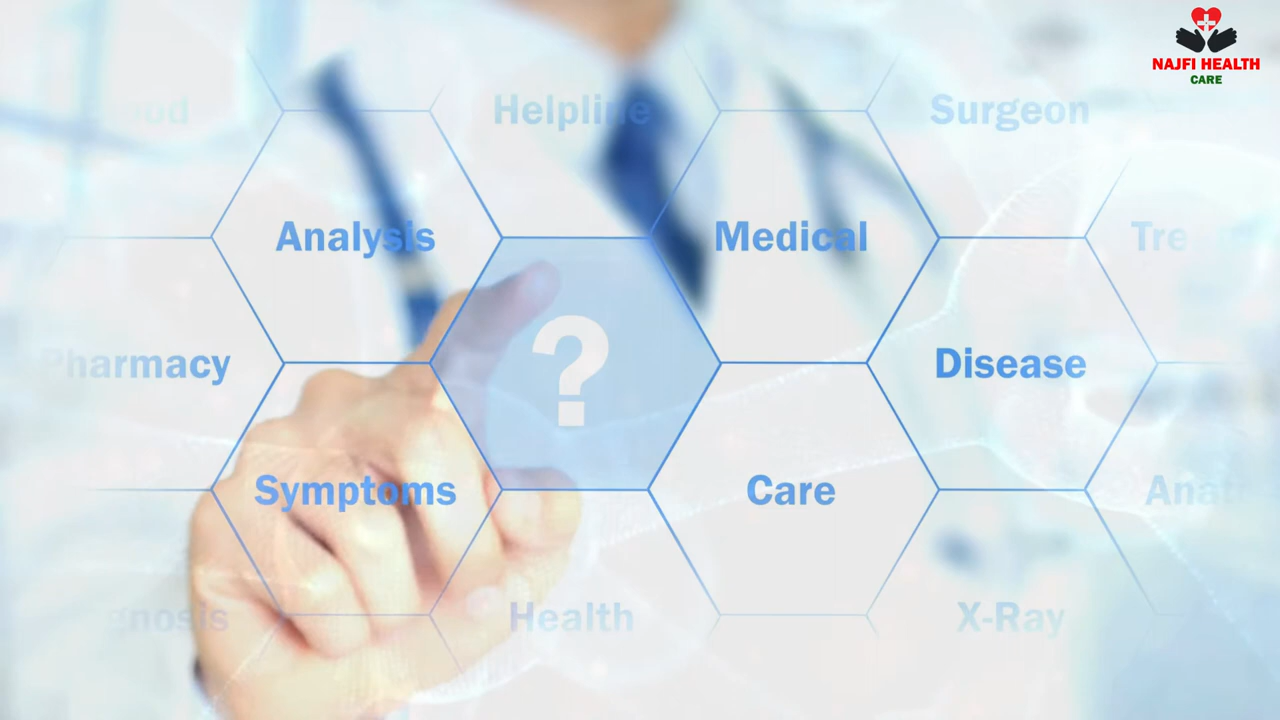 NAJFI HEALTH
CARE
Helpline
Surgeon
Analysis
Medical
?
Pharmacy
Disease
Symptoms
Care
Health
X-Ray